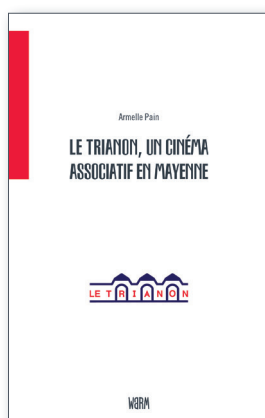 Armelle Pain
LE TRIANON, UN CINÉMA
ASSOCIATIF EN MAYENNE
LE TRIANON
WARM